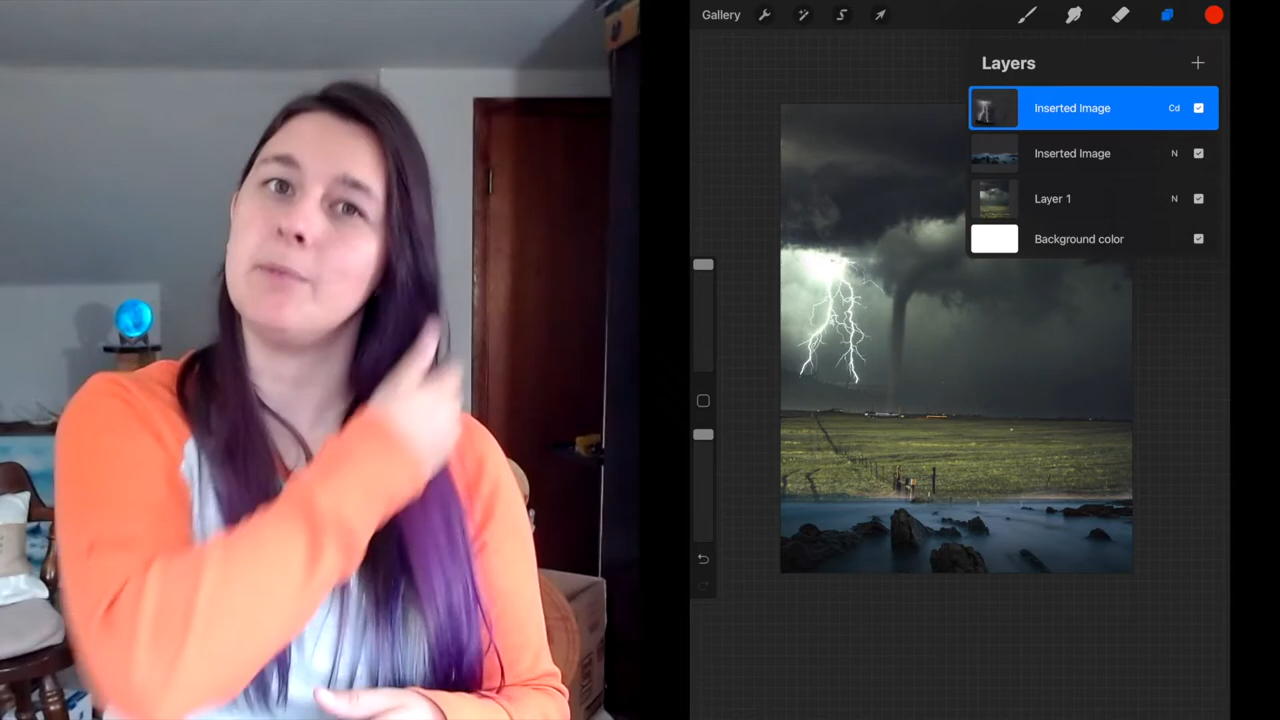 Gallery
Layers
Inserted Image Cd
Inserted Image N
Layer 1 N
Background color